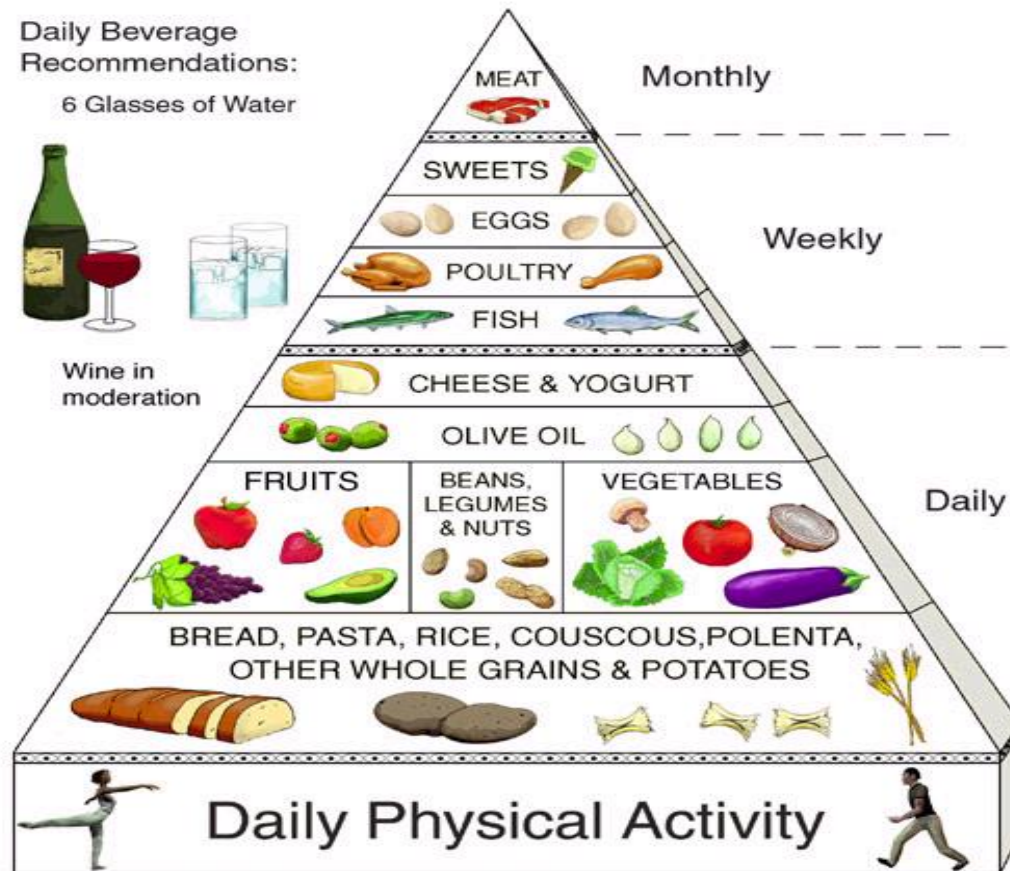 Daily Beverage
Recommendations:
6 Glasses of Water
Wine in
moderation
MEAT
Monthly
SWEETS
EGGS
Weekly
POULTRY
FISH
CHEESE & YOGURT
OLIVE OIL
FRUITS
BEANS,
LEGUMES
& NUTS
VEGETABLES
Daily
BREAD, PASTA, RICE, COUSCOUS,POLENTA,
OTHER WHOLE GRAINS & POTATOES
Daily Physical Activity